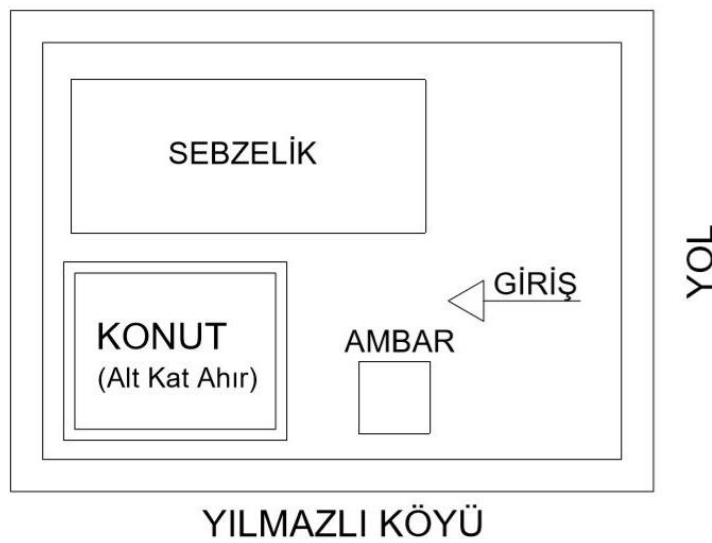 SEBZELİK
YOL
GİRİŞ
KONUT
(Alt Kat Ahır)
AMBAR
YILMAZLI KÖYÜ